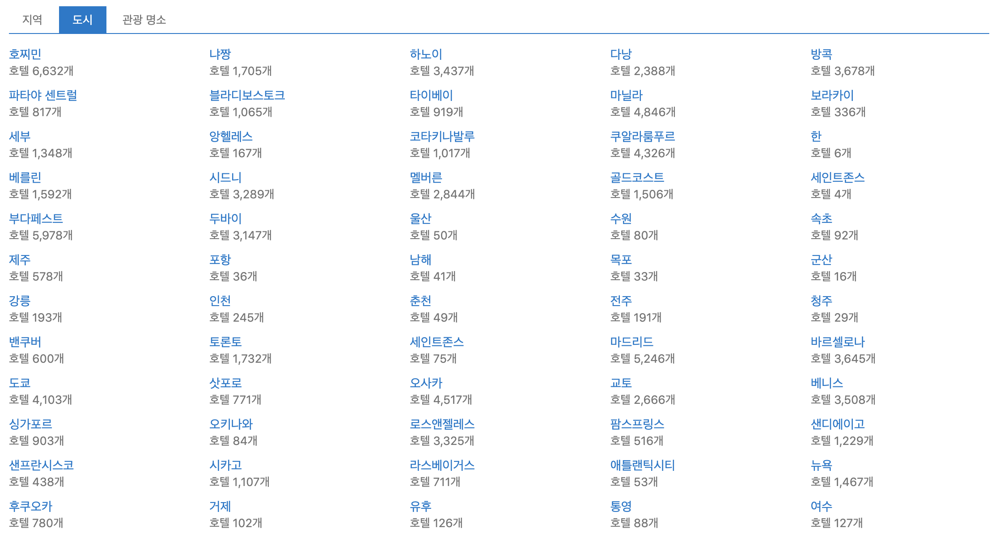 지역
도시
관광 명소
호찌민
호텔 6,632개
냐짱
호텔 1,705개
하노이
호텔 3,437개
다낭
호텔 2,388개
방콕
호텔 3,678개
파타야 센트럴
호텔 817개
블라디보스토크
호텔 1,065개
타이베이
호텔 919개
마닐라
호텔 4,846개
보라카이
호텔 336개
세부
호텔 1,348개
앙헬레스
호텔 167개
코타키나발루
호텔 1,017개
쿠알라룸푸르
호텔 4,326개
한
호텔 6개
베를린
호텔 1,592개
시드니
호텔 3,289개
멜버른
호텔 2,844개
골드코스트
호텔 1,506개
세인트존스
호텔 4개
부다페스트
호텔 5,978개
두바이
호텔 3,147개
울산
호텔 50개
수원
호텔 80개
속초
호텔 92개
제주
호텔 578개
포항
호텔 36개
남해
호텔 41개
목포
호텔 33개
군산
호텔 16개
강릉
호텔 193개
인천
호텔 245개
춘천
호텔 49개
전주
호텔 191개
청주
호텔 29개
밴쿠버
호텔 600개
토론토
호텔 1,732개
세인트존스
호텔 75개
마드리드
호텔 5,246개
바르셀로나
호텔 3,645개
도쿄
호텔 4,103개
삿포로
호텔 771개
오사카
호텔 4,517개
교토
호텔 2,666개
베니스
호텔 3,508개
싱가포르
호텔 903개
오키나와
호텔 84개
로스앤젤레스
호텔 3,325개
팜스프링스
호텔 516개
샌디에이고
호텔 1,229개
샌프란시스코
호텔 438개
시카고
호텔 1,107개
라스베이거스
호텔 711개
애틀랜틱시티
호텔 53개
뉴욕
호텔 1,467개
후쿠오카
호텔 780개
거제
호텔 102개
유후
호텔 126개
통영
호텔 88개
여수
호텔 127개